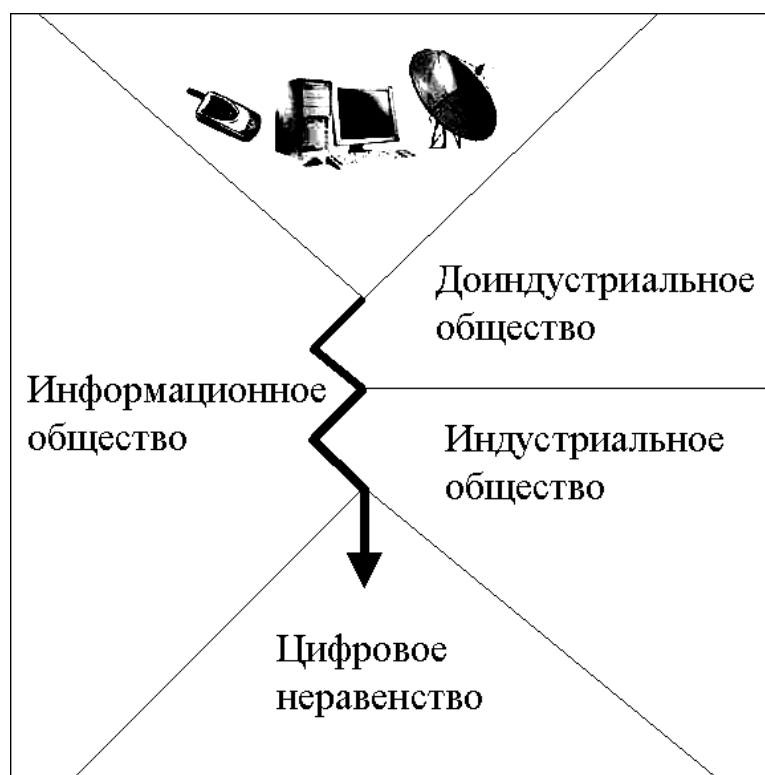 Доиндустриальное
общество
Информационное
общество
Индустриальное
общество
Цифровое
неравенство